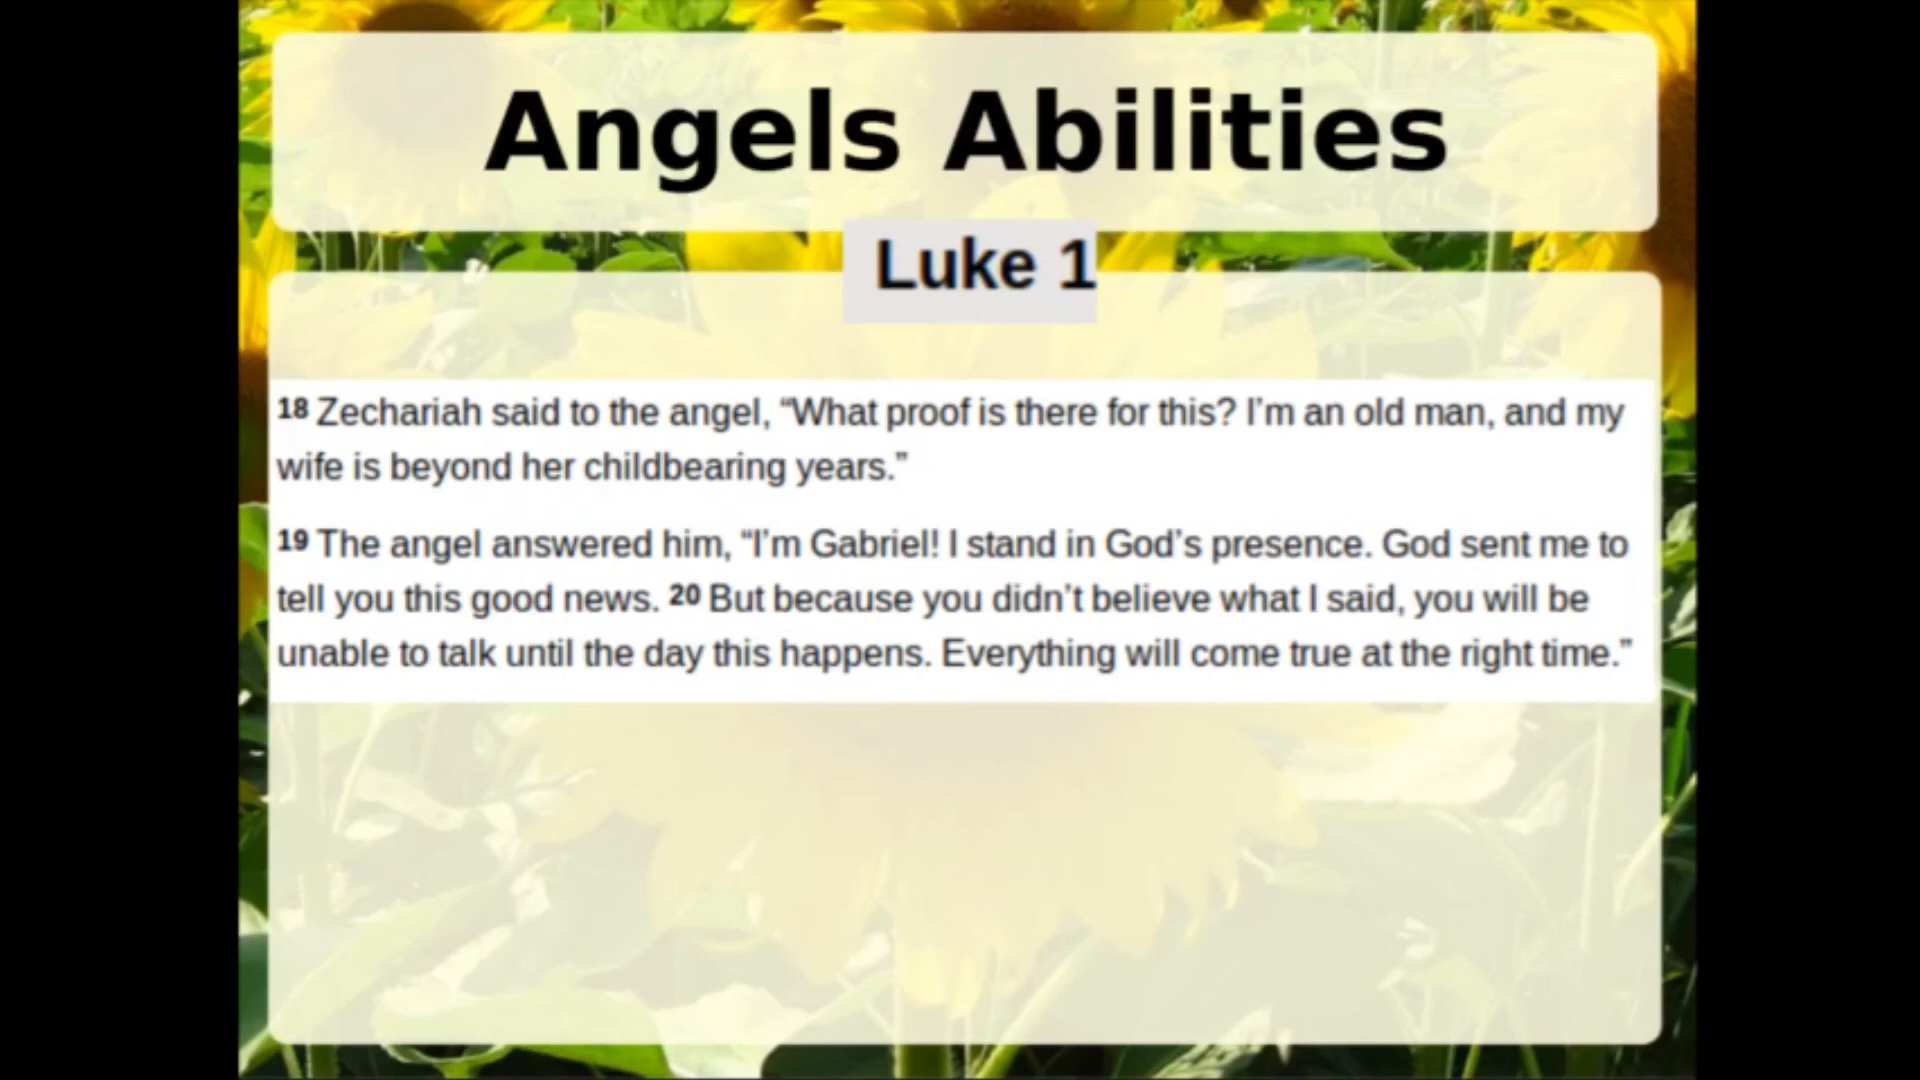 Angels Abilities
Luke 1
18 Zechariah said to the angel, “What proof is there for this? I’m an old man, and my
wife is beyond her childbearing years.”
19 The angel answered him, “I’m Gabriel! I stand in God’s presence. God sent me to
tell you this good news. 20 But because you didn’t believe what I said, you will be
unable to talk until the day this happens. Everything will come true at the right time.”